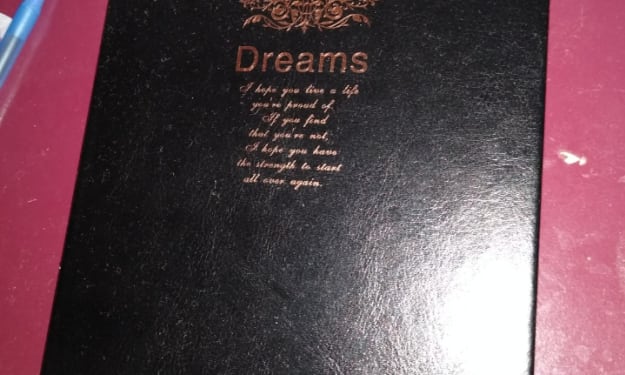 Dreams
I hope you live a life
you're proud of.
If you find
that you're not,
I hope you have
the strength to start
all over again.